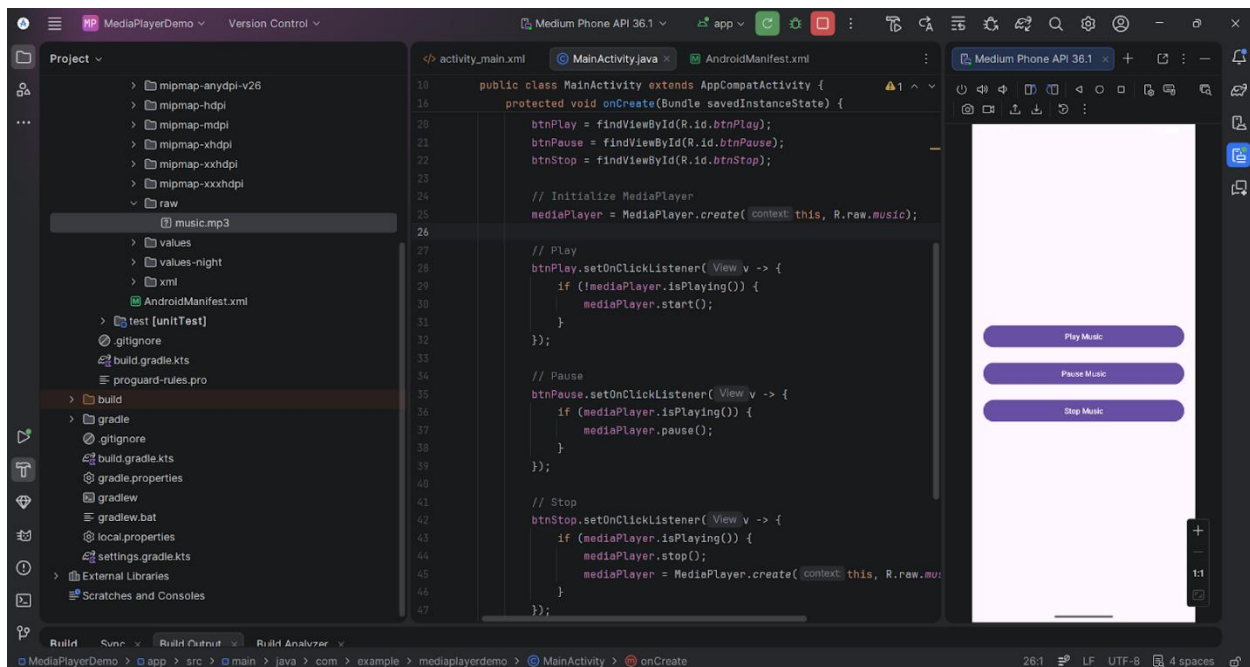 MP MediaPlayerDemo Version Control Medium Phone API 36.1 app
Project
mipmap-anydpi-v26
mipmap-hdpi
mipmap-mdpi
mipmap-xhdpi
mipmap-xxhdpi
mipmap-xxxhdpi
raw
music.mp3
values
values-night
xml
AndroidManifest.xml
test [unitTest]
.gitignore
build.gradle.kts
proguard-rules.pro
build
gradle
.gitignore
build.gradle.kts
gradle.properties
gradlew
gradlew.bat
local.properties
settings.gradle.kts
External Libraries
Scratches and Consoles
activity_main.xml MainActivity.java AndroidManifest.xml
10 public class MainActivity extends AppCompatActivity { 1
16 protected void onCreate(Bundle savedInstanceState) {
20 btnPlay = findViewById(R.id.btnPlay);
21 btnPause = findViewById(R.id.btnPause);
22 btnStop = findViewById(R.id.btnStop);
23
24 // Initialize MediaPlayer
25 mediaPlayer = MediaPlayer.create( context: this, R.raw.music);
26
27 // Play
28 btnPlay.setOnClickListener( View v -> {
29 if (!mediaPlayer.isPlaying()) {
30 mediaPlayer.start();
31 }
32 });
33
34 // Pause
35 btnPause.setOnClickListener( View v -> {
36 if (mediaPlayer.isPlaying()) {
37 mediaPlayer.pause();
38 }
39 });
40
41 // Stop
42 btnStop.setOnClickListener( View v -> {
43 if (mediaPlayer.isPlaying()) {
44 mediaPlayer.stop();
45 mediaPlayer = MediaPlayer.create( context: this, R.raw.mus
46 }
47 });
Medium Phone API 36.1
Play Music
Pause Music
Stop Music
1:1
Build Sync Build Output Build Analyzer
MediaPlayerDemo > app > src > main > java > com > example > mediaplayerdemo > MainActivity > onCreate 26:1 LF UTF-8 4 spaces